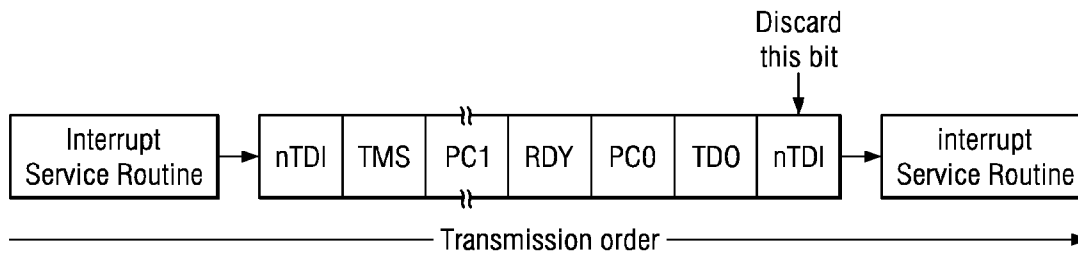 Discard
this bit
Interrupt
Service Routine
nTDI TMS PC1 RDY PC0 TDO nTDI
interrupt
Service Routine
Transmission order